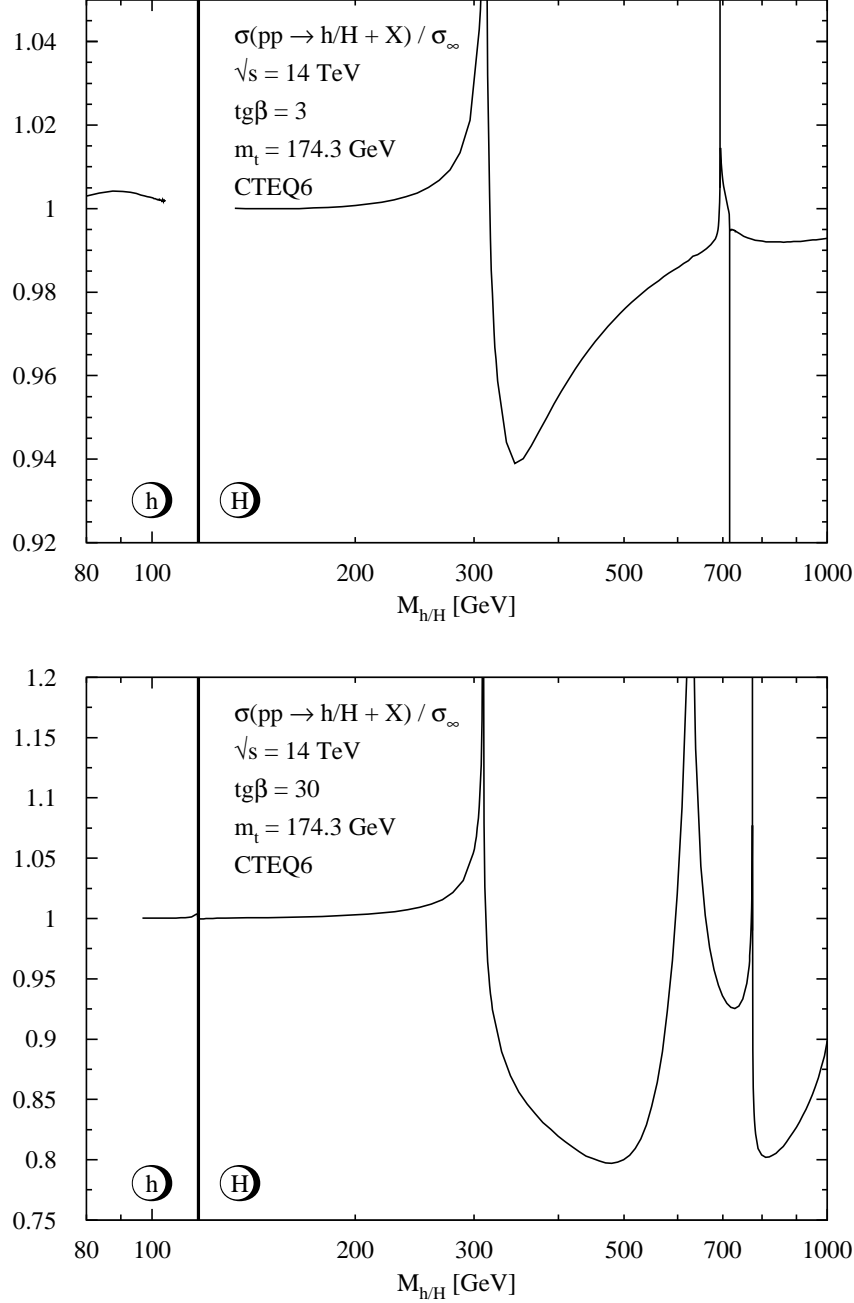 1.04
1.02
1
0.98
0.96
0.94
0.92
σ(pp → h/H + X) / σ∞
√s = 14 TeV
tgβ = 3
mt = 174.3 GeV
CTEQ6
h
H
80 100 200 300 500 700 1000
Mh/H [GeV]
1.2
1.15
1.1
1.05
1
0.95
0.9
0.85
0.8
0.75
σ(pp → h/H + X) / σ∞
√s = 14 TeV
tgβ = 30
mt = 174.3 GeV
CTEQ6
h
H
80 100 200 300 500 700 1000
Mh/H [GeV]